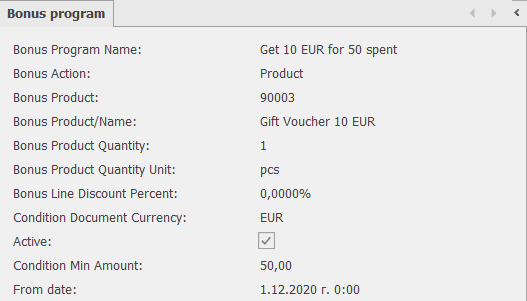 Bonus program
Bonus Program Name: Get 10 EUR for 50 spent
Bonus Action: Product
Bonus Product: 90003
Bonus Product/Name: Gift Voucher 10 EUR
Bonus Product Quantity: 1
Bonus Product Quantity Unit: pcs
Bonus Line Discount Percent: 0,0000%
Condition Document Currency: EUR
Active:
Condition Min Amount: 50,00
From date: 1.12.2020 г. 0:00